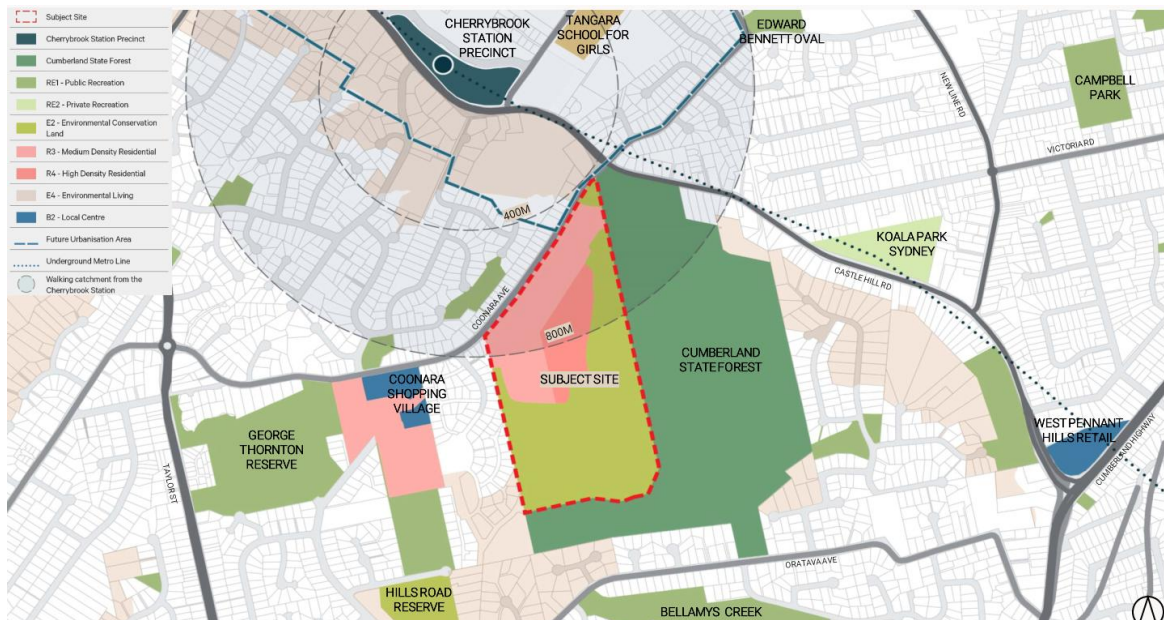 Subject Site
Cherrybrook Station Precinct
Cumberland State Forest
RE1 - Public Recreation
RE2 - Private Recreation
E2 - Environmental Conservation
Land
R3 - Medium Density Residential
R4 - High Density Residential
E4 - Environmental Living
B2 - Local Centre
Future Urbanisation Area
Underground Metro Line
Walking catchment from the
Cherrybrook Station
CHERRYBROOK
STATION
PRECINCT
TANGARA
SCHOOL FOR
GIRLS
EDWARD
BENNETT OVAL
CAMPBELL
PARK
NEW LINE RD
VICTORIA RD
400M
KOALA PARK
SYDNEY
CASTLE HILL RD
COONARA AVE
800M
CUMBERLAND
STATE FOREST
SUBJECT SITE
COONARA
SHOPPING
VILLAGE
GEORGE
THORNTON
RESERVE
WEST PENNANT
HILLS RETAIL
CUMBERLAND HIGHWAY
TAYLOR ST
ORATAVA AVE
HILLS ROAD
RESERVE
BELLAMYS CREEK